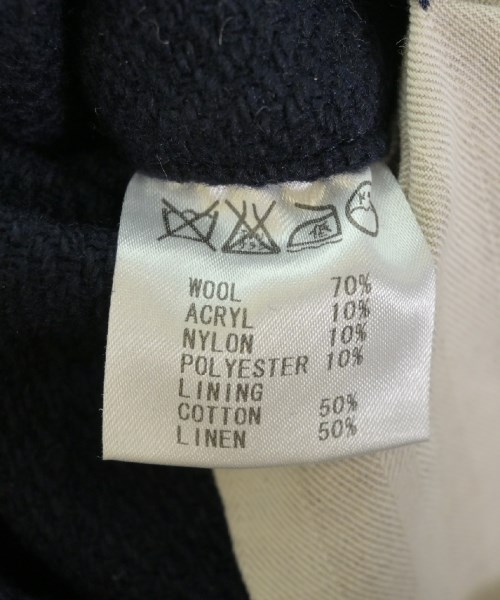 WOOL 70%
ACRYL 10%
NYLON 10%
POLYESTER 10%
LINING
COTTON 50%
LINEN 50%